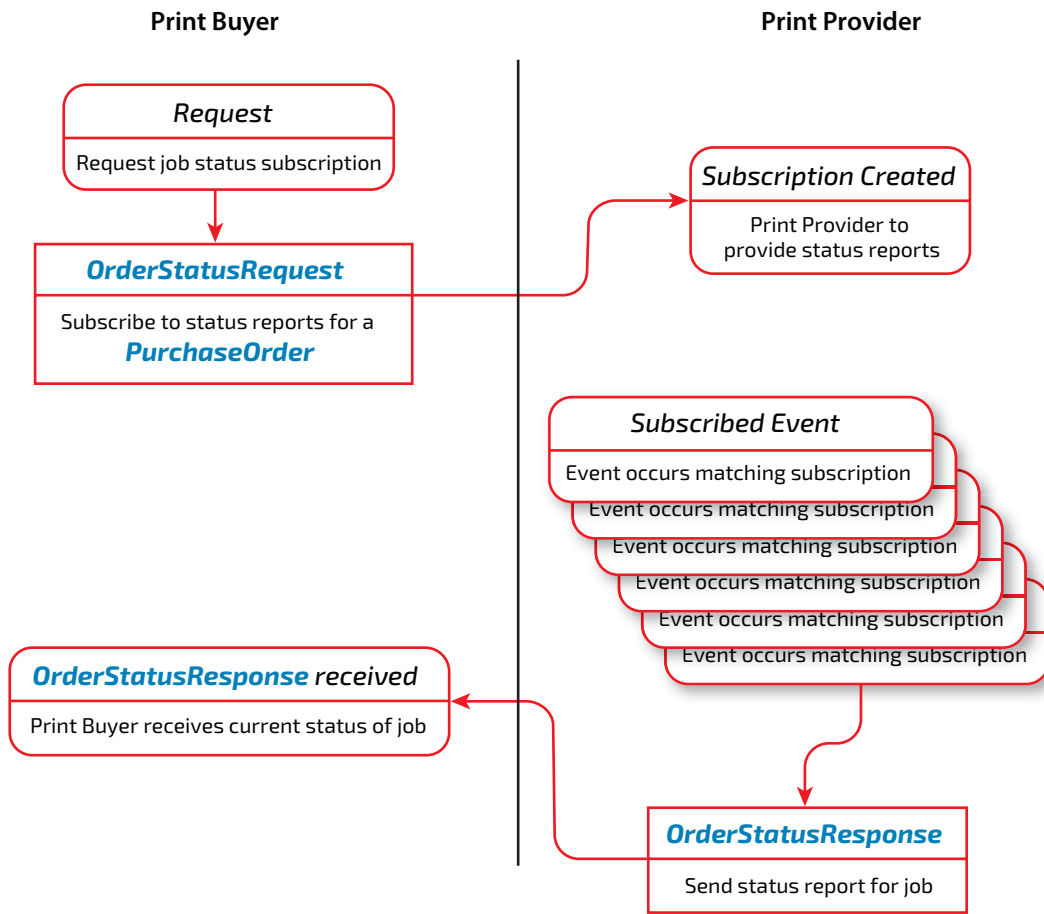 Print Buyer
Print Provider
Request
Request job status subscription
OrderStatusRequest
Subscribe to status reports for a
PurchaseOrder
Subscription Created
Print Provider to
provide status reports
Subscribed Event
Event occurs matching subscription
Event occurs matching subscription
Event occurs matching subscription
Event occurs matching subscription
Event occurs matching subscription
Event occurs matching subscription
OrderStatusResponse received
Print Buyer receives current status of job
OrderStatusResponse
Send status report for job